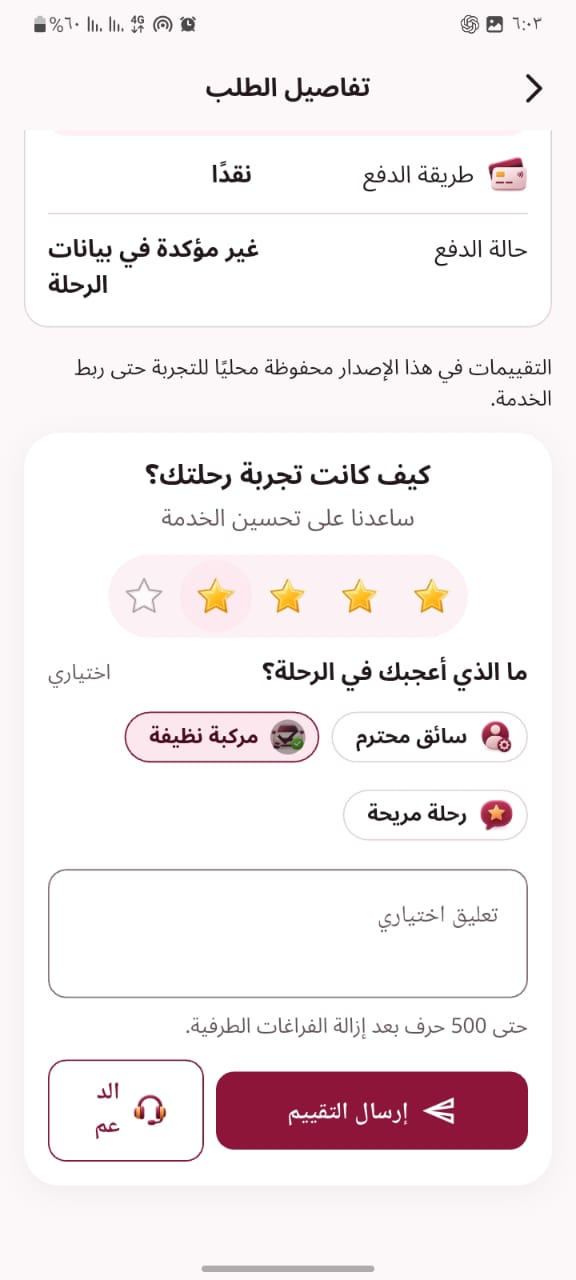 ٦:٠٣
4G
%٦٠
تفاصيل الطلب
طريقة الدفع
نقدًا
حالة الدفع
غير مؤكدة في بيانات
الرحلة
التقييمات في هذا الإصدار محفوظة محليًا للتجربة حتى ربط
الخدمة.
كيف كانت تجربة رحلتك؟
ساعدنا على تحسين الخدمة
ما الذي أعجبك في الرحلة؟
اختياري
سائق محترم
مركبة نظيفة
رحلة مريحة
تعليق اختياري
حتى 500 حرف بعد إزالة الفراغات الطرفية.
إرسال التقييم
الد
عم